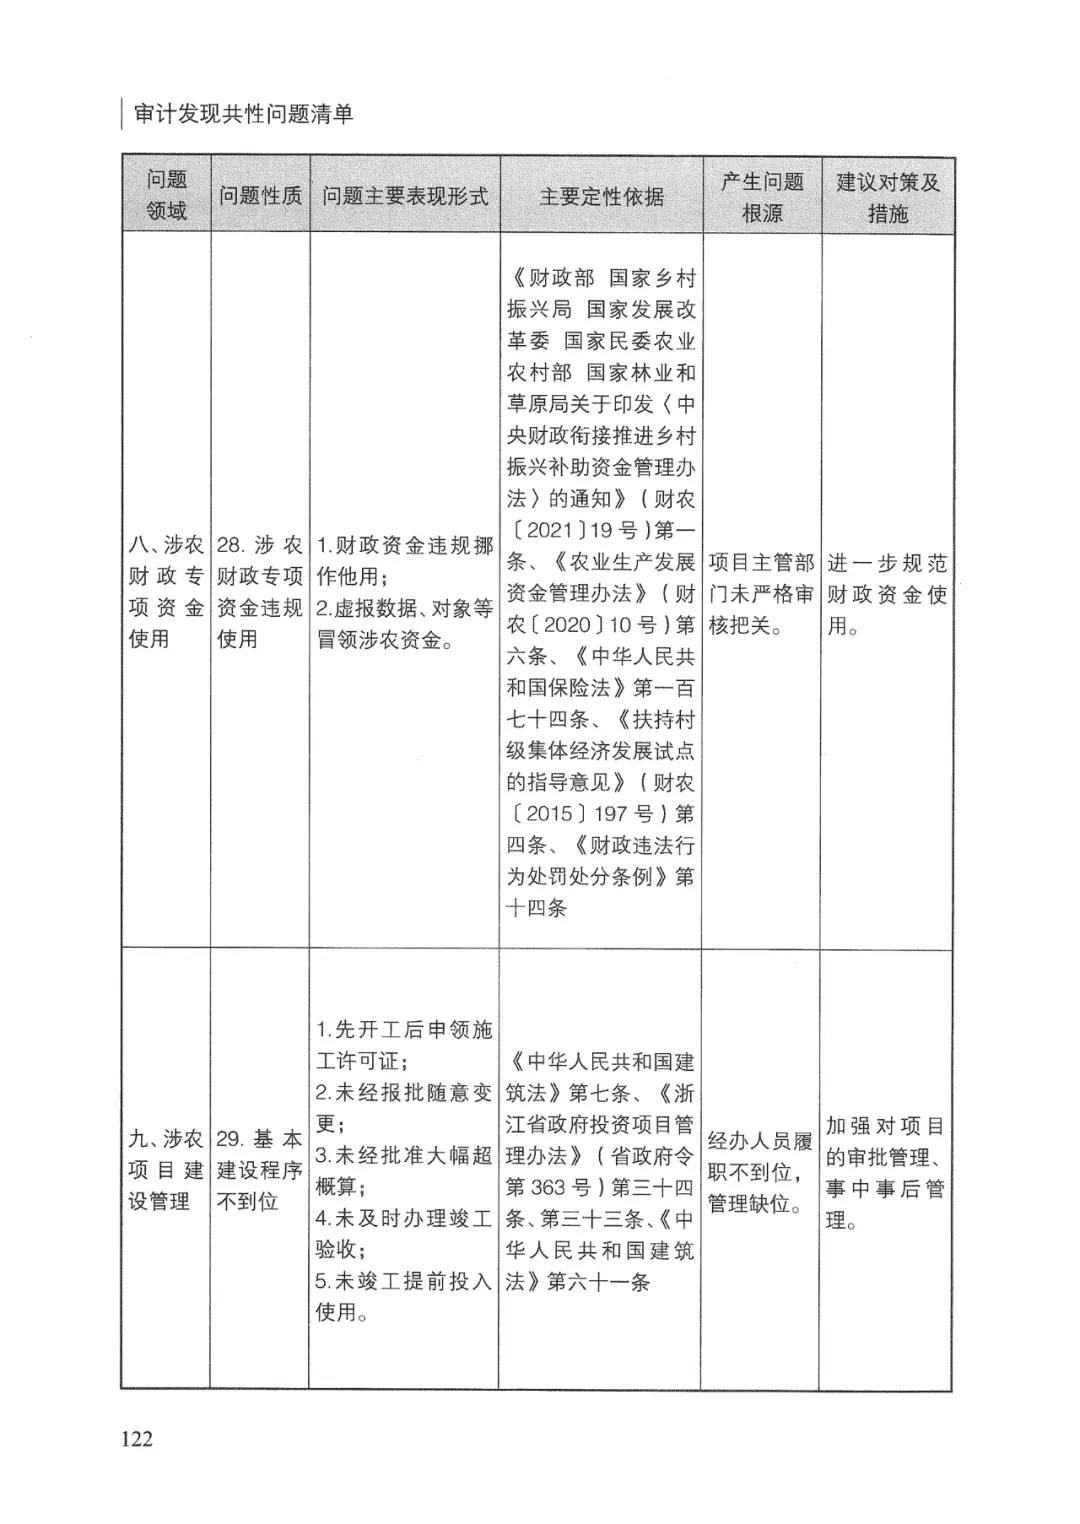 审计发现共性问题清单
问题
领域
问题性质
问题主要表现形式
主要定性依据
产生问题
根源
建议对策及
措施
八、涉农
财政专
项资金
使用
28. 涉农
财政专项
资金违规
使用
1.财政资金违规挪
作他用；
2.虚报数据、对象等
冒领涉农资金。
《财政部 国家乡村
振兴局 国家发展改
革委 国家民委农业
农村部 国家林业和
草原局关于印发〈中
央财政衔接推进乡村
振兴补助资金管理办
法〉的通知》（财农
〔2021〕19 号）第一
条、《农业生产发展
资金管理办法》（财
农〔2020〕10 号）第
六条、《中华人民共
和国保险法》第一百
七十四条、《扶持村
级集体经济发展试点
的指导意见》（财农
〔2015〕197 号）第
四条、《财政违法行
为处罚处分条例》第
十四条
项目主管部
门未严格审
核把关。
进一步规范
财政资金使
用。
九、涉农
项目建
设管理
29. 基本
建设程序
不到位
1.先开工后申领施
工许可证；
2.未经报批随意变
更；
3.未经批准大幅超
概算；
4.未及时办理竣工
验收；
5.未竣工提前投入
使用。
《中华人民共和国建
筑法》第七条、《浙
江省政府投资项目管
理办法》（省政府令
第 363 号）第三十四
条、第三十三条、《中
华人民共和国建筑
法》第六十一条
经办人员履
职不到位，
管理缺位。
加强对项目
的审批管理、
事中事后管
理。
122